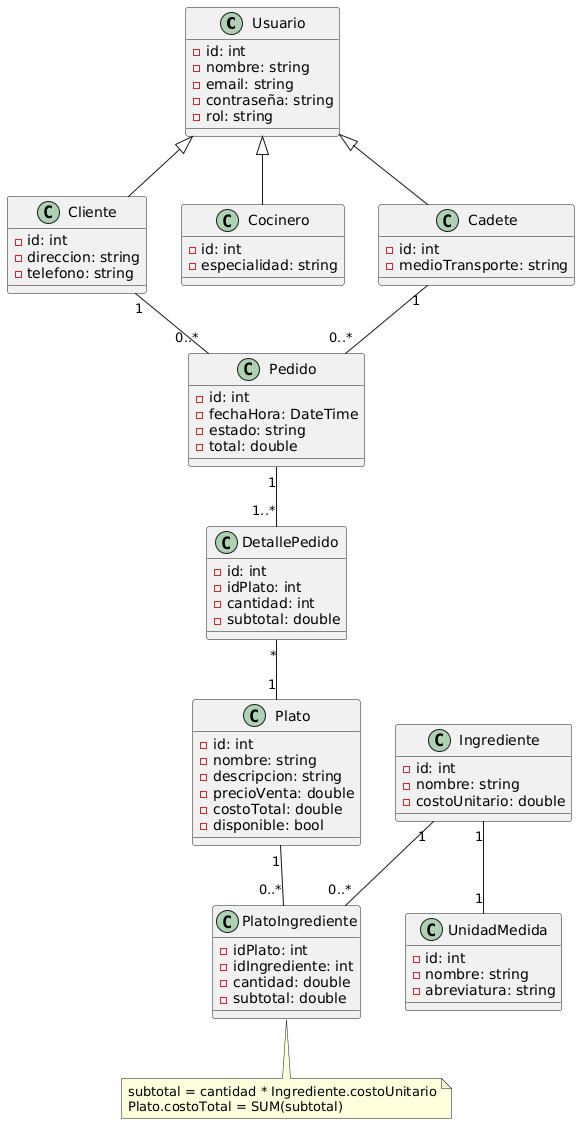 C Usuario
id: int
nombre: string
email: string
contraseña: string
rol: string
C Cliente
id: int
direccion: string
telefono: string
C Cocinero
id: int
especialidad: string
C Cadete
id: int
medioTransporte: string
1
0..*
1
0..*
C Pedido
id: int
fechaHora: DateTime
estado: string
total: double
1
1..*
C DetallePedido
id: int
idPlato: int
cantidad: int
subtotal: double
*
1
C Plato
id: int
nombre: string
descripcion: string
precioVenta: double
costoTotal: double
disponible: bool
C Ingrediente
id: int
nombre: string
costoUnitario: double
1
0..*
1
0..*
1
1
C PlatoIngrediente
idPlato: int
idIngrediente: int
cantidad: double
subtotal: double
C UnidadMedida
id: int
nombre: string
abreviatura: string
subtotal = cantidad * Ingrediente.costoUnitario
Plato.costoTotal = SUM(subtotal)